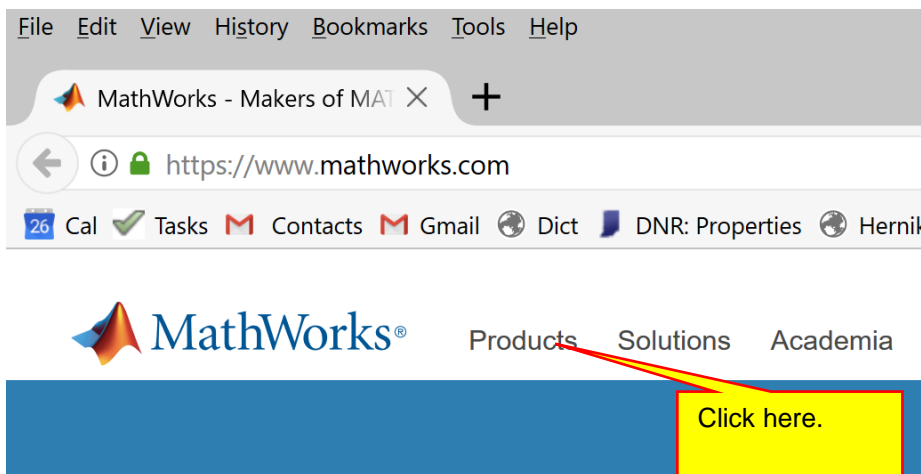 File Edit View History Bookmarks Tools Help
MathWorks - Makers of MAT
https://www.mathworks.com
26 Cal Tasks Contacts Gmail Dict DNR: Properties Hernik
MathWorks® Products Solutions Academia
Click here.